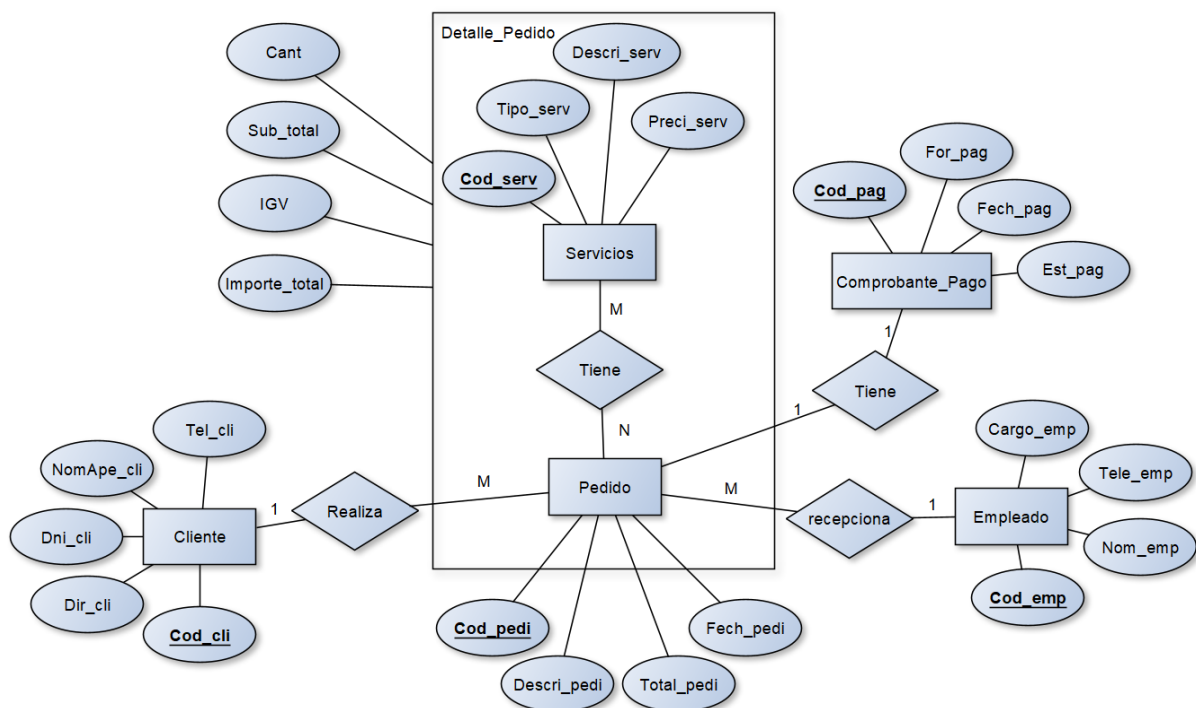 Detalle_Pedido
Cant
Descri_serv
Tipo_serv
Preci_serv
Sub_total
Cod_serv
IGV
Servicios
Importe_total
For_pag
Cod_pag
Fech_pag
Est_pag
Comprobante_Pago
M
Tiene
N
1
Tiene
1
Tel_cli
NomApe_cli
Dni_cli
Cliente
Dir_cli
Cod_cli
1
Realiza
M
Pedido
M
recepciona
1
Cargo_emp
Tele_emp
Empleado
Nom_emp
Cod_emp
Cod_pedi
Fech_pedi
Descri_pedi
Total_pedi